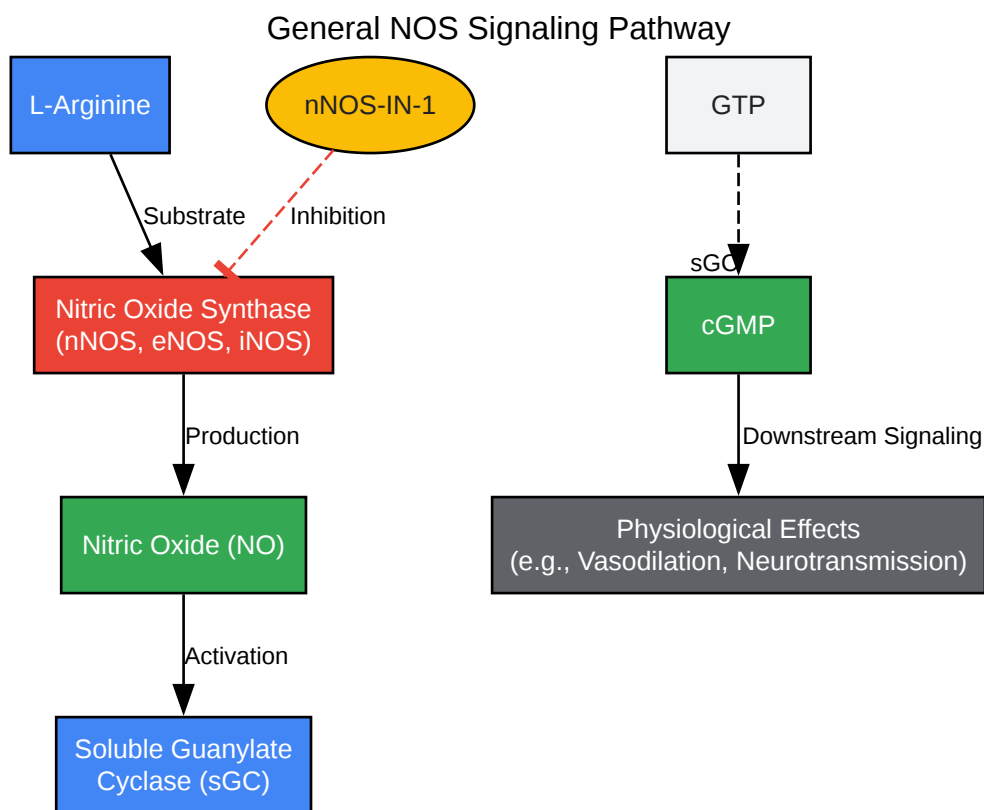 General NOS Signaling Pathway
L-Arginine
nNOS-IN-1
GTP
Substrate
Inhibition
sGC
Nitric Oxide Synthase
(nNOS, eNOS, iNOS)
cGMP
Production
Downstream Signaling
Nitric Oxide (NO)
Physiological Effects
(e.g., Vasodilation, Neurotransmission)
Activation
Soluble Guanylate
Cyclase (sGC)